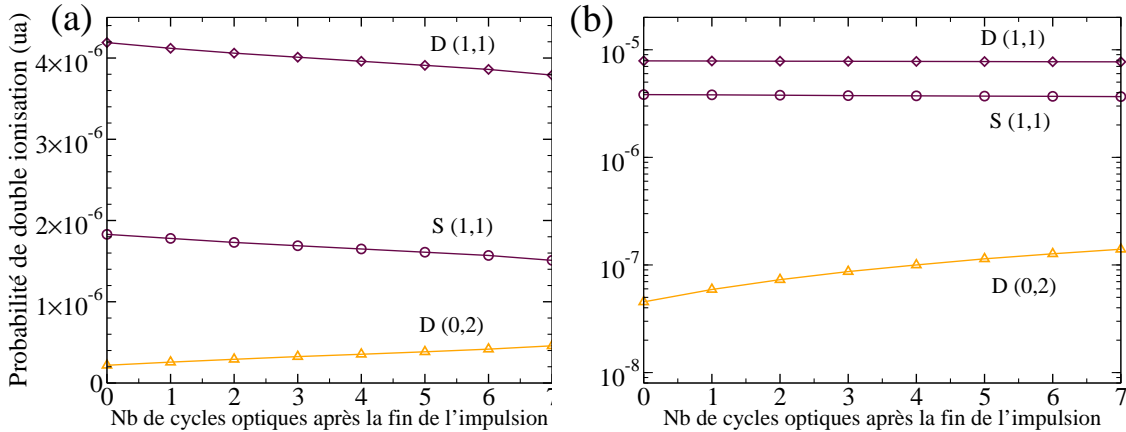 (a)
Probabilité de double ionisation (ua)
4×10⁻⁶
3×10⁻⁶
2×10⁻⁶
1×10⁻⁶
0
D (1,1)
S (1,1)
D (0,2)
0 1 2 3 4 5 6 7
Nb de cycles optiques après la fin de l’impulsion
(b)
10⁻⁵
10⁻⁶
10⁻⁷
10⁻⁸
D (1,1)
S (1,1)
D (0,2)
0 1 2 3 4 5 6 7
Nb de cycles optiques après la fin de l’impulsion